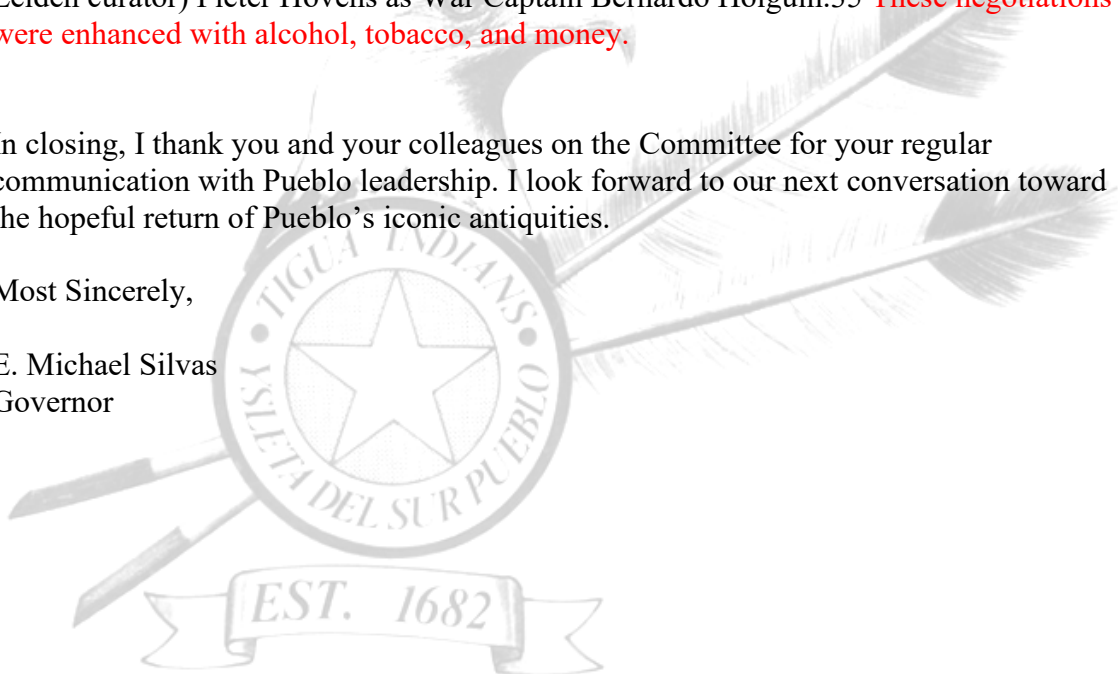 Leiden curator) Pieter Hovens as War Captain Bernardo Holguin.35 These negotiations
were enhanced with alcohol, tobacco, and money.
In closing, I thank you and your colleagues on the Committee for your regular
communication with Pueblo leadership. I look forward to our next conversation toward
the hopeful return of Pueblo’s iconic antiquities.
Most Sincerely,
E. Michael Silvas
Governor
• TIGUA INDIANS •
YSLETA DEL SUR PUEBLO
EST. 1682